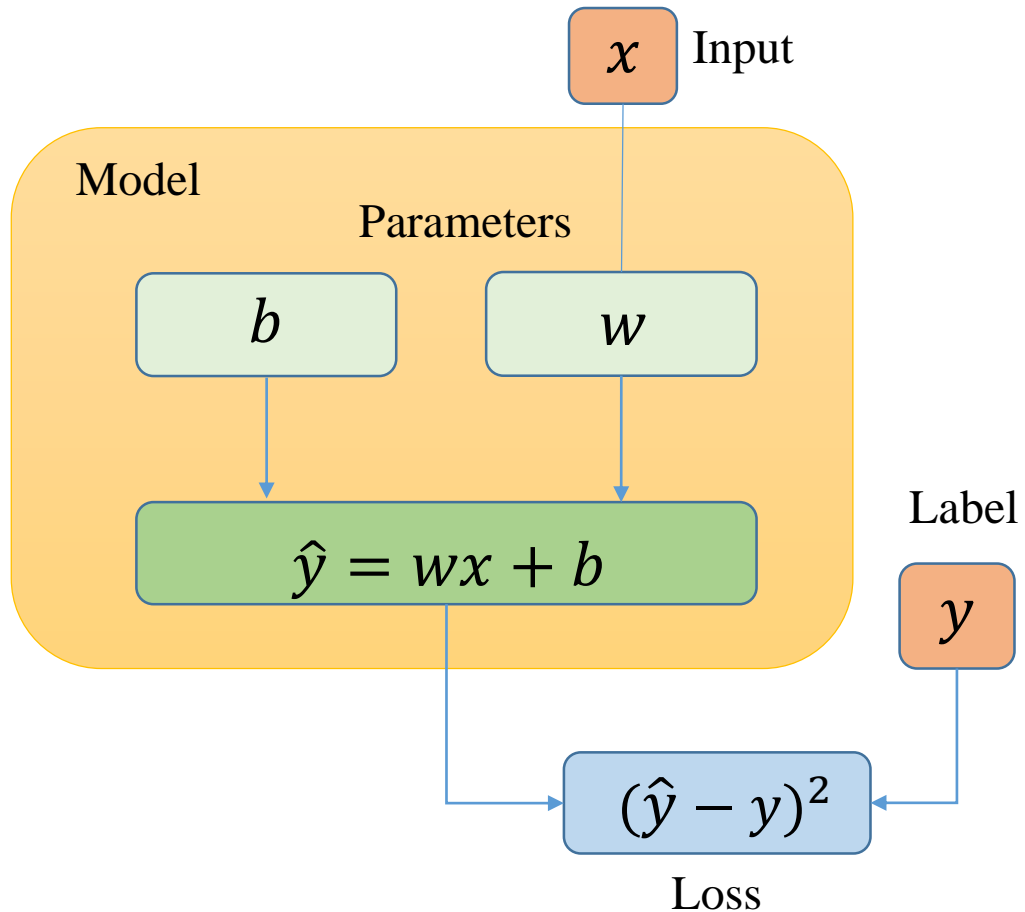 x
Input
Model
Parameters
b
w
ŷ = wx + b
Label
y
(ŷ − y)²
Loss